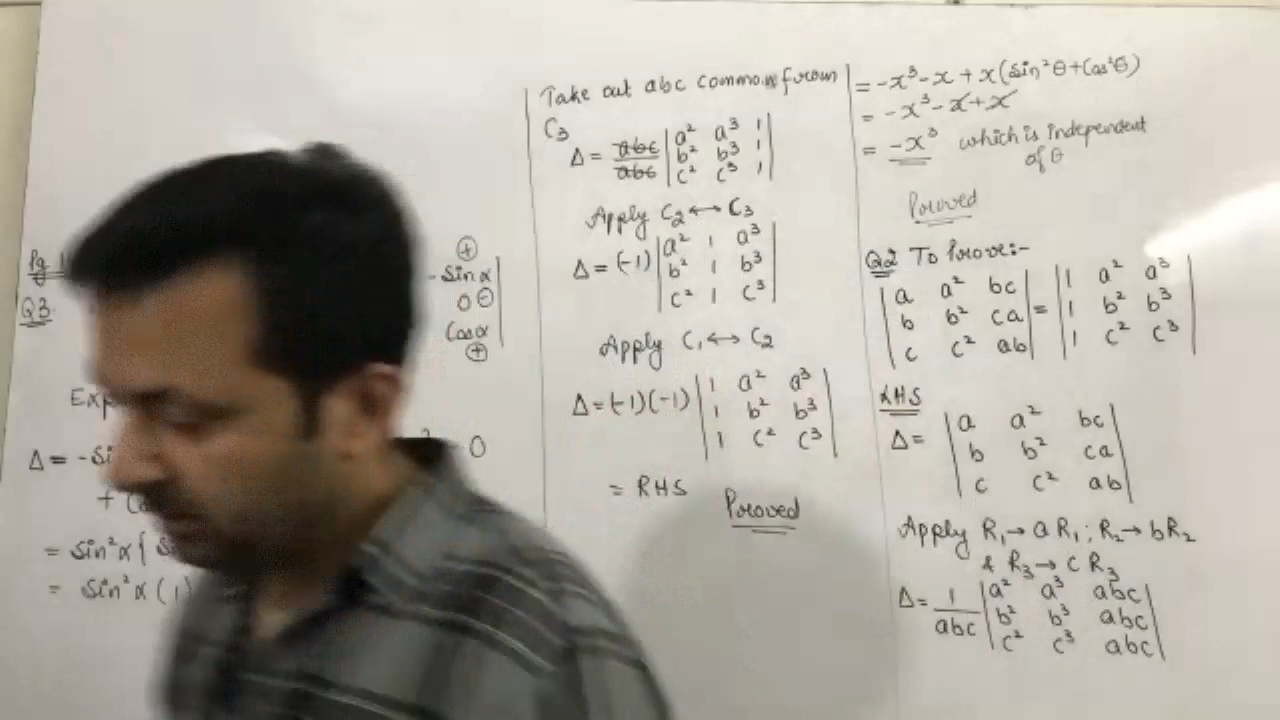 Q3
-Sin α
0
Cos α
Δ = -Si
= Sin²α {
= Sin²α (1)
Take out abc common from
C₃
Δ = abc/abc | a² a³ 1 |
| b² b³ 1 |
| c² c³ 1 |
Apply C₂ ↔ C₃
Δ = (-1) | a² 1 a³ |
| b² 1 b³ |
| c² 1 c³ |
Apply C₁ ↔ C₂
Δ = (-1)(-1) | 1 a² a³ |
| 1 b² b³ |
| 1 c² c³ |
= RHS
Proved
= -x³ - x + x (Sin²θ + Cos²θ)
= -x³ - x + x
= -x³ which is independent
of θ
Proved
Q2 To Prove:-
| a a² bc | = | 1 a² a³ |
| b b² ca | | 1 b² b³ |
| c c² ab | | 1 c² c³ |
LHS
Δ = | a a² bc |
| b b² ca |
| c c² ab |
Apply R₁ → a R₁ ; R₂ → b R₂
& R₃ → c R₃
Δ = 1/abc | a² a³ abc |
| b² b³ abc |
| c² c³ abc |